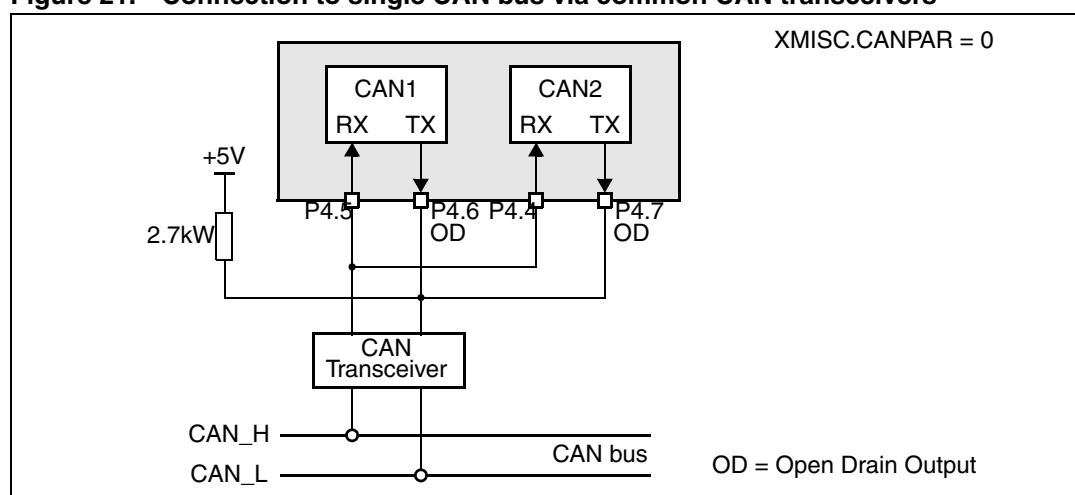 Figure 21. Connection to single CAN bus via common CAN transceivers
XMISC.CANPAR = 0
CAN1
CAN2
RX TX
RX TX
+5V
P4.5
P4.6
P4.4
P4.7
OD
OD
2.7kW
CAN
Transceiver
CAN_H
CAN bus
CAN_L
OD = Open Drain Output